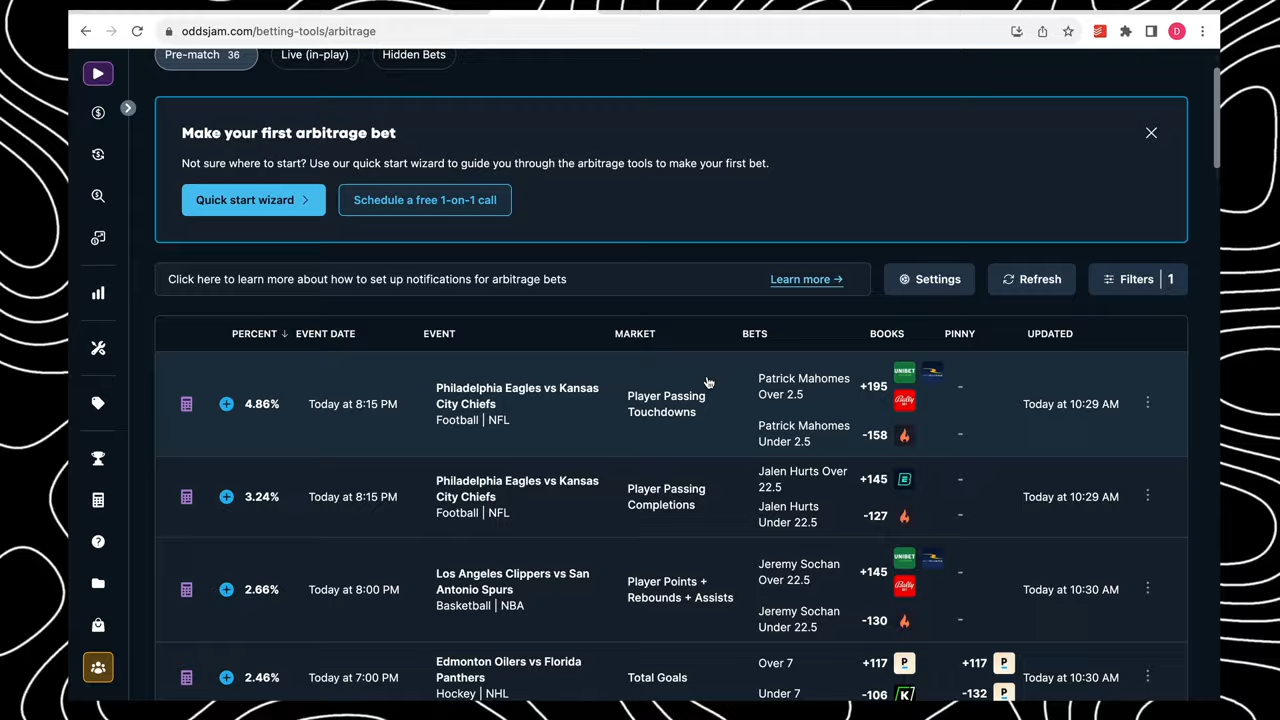 oddsjam.com/betting-tools/arbitrage
D
Pre-match 36
Live (in-play)
Hidden Bets
Make your first arbitrage bet
Not sure where to start? Use our quick start wizard to guide you through the arbitrage tools to make your first bet.
Quick start wizard
Schedule a free 1-on-1 call
Click here to learn more about how to set up notifications for arbitrage bets
Learn more →
Settings
Refresh
Filters | 1
PERCENT ↓ EVENT DATE EVENT MARKET BETS BOOKS PINNY UPDATED
4.86%
Today at 8:15 PM
Philadelphia Eagles vs Kansas
City Chiefs
Football | NFL
Player Passing
Touchdowns
Patrick Mahomes
Over 2.5
+195
UNIBET
Bally
BET
-
Patrick Mahomes
Under 2.5
-158
-
Today at 10:29 AM
3.24%
Today at 8:15 PM
Philadelphia Eagles vs Kansas
City Chiefs
Football | NFL
Player Passing
Completions
Jalen Hurts Over
22.5
+145
E
-
Jalen Hurts
Under 22.5
-127
-
Today at 10:29 AM
2.66%
Today at 8:00 PM
Los Angeles Clippers vs San
Antonio Spurs
Basketball | NBA
Player Points +
Rebounds + Assists
Jeremy Sochan
Over 22.5
+145
UNIBET
Bally
BET
-
Jeremy Sochan
Under 22.5
-130
-
Today at 10:30 AM
2.46%
Today at 7:00 PM
Edmonton Oilers vs Florida
Panthers
Hockey | NHL
Total Goals
Over 7
+117
P
+117
P
Under 7
-106
K
-132
P
Today at 10:30 AM